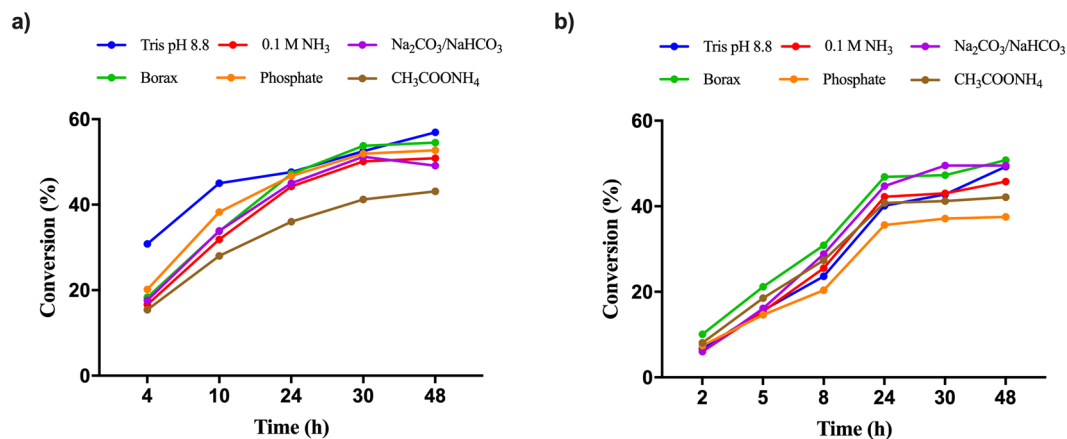 a)
Tris pH 8.8
0.1 M NH₃
Na₂CO₃/NaHCO₃
Borax
Phosphate
CH₃COONH₄
Conversion (%)
60
40
20
0
4 10 24 30 48
Time (h)
b)
Tris pH 8.8
0.1 M NH₃
Na₂CO₃/NaHCO₃
Borax
Phosphate
CH₃COONH₄
Conversion (%)
60
40
20
0
2 5 8 24 30 48
Time (h)